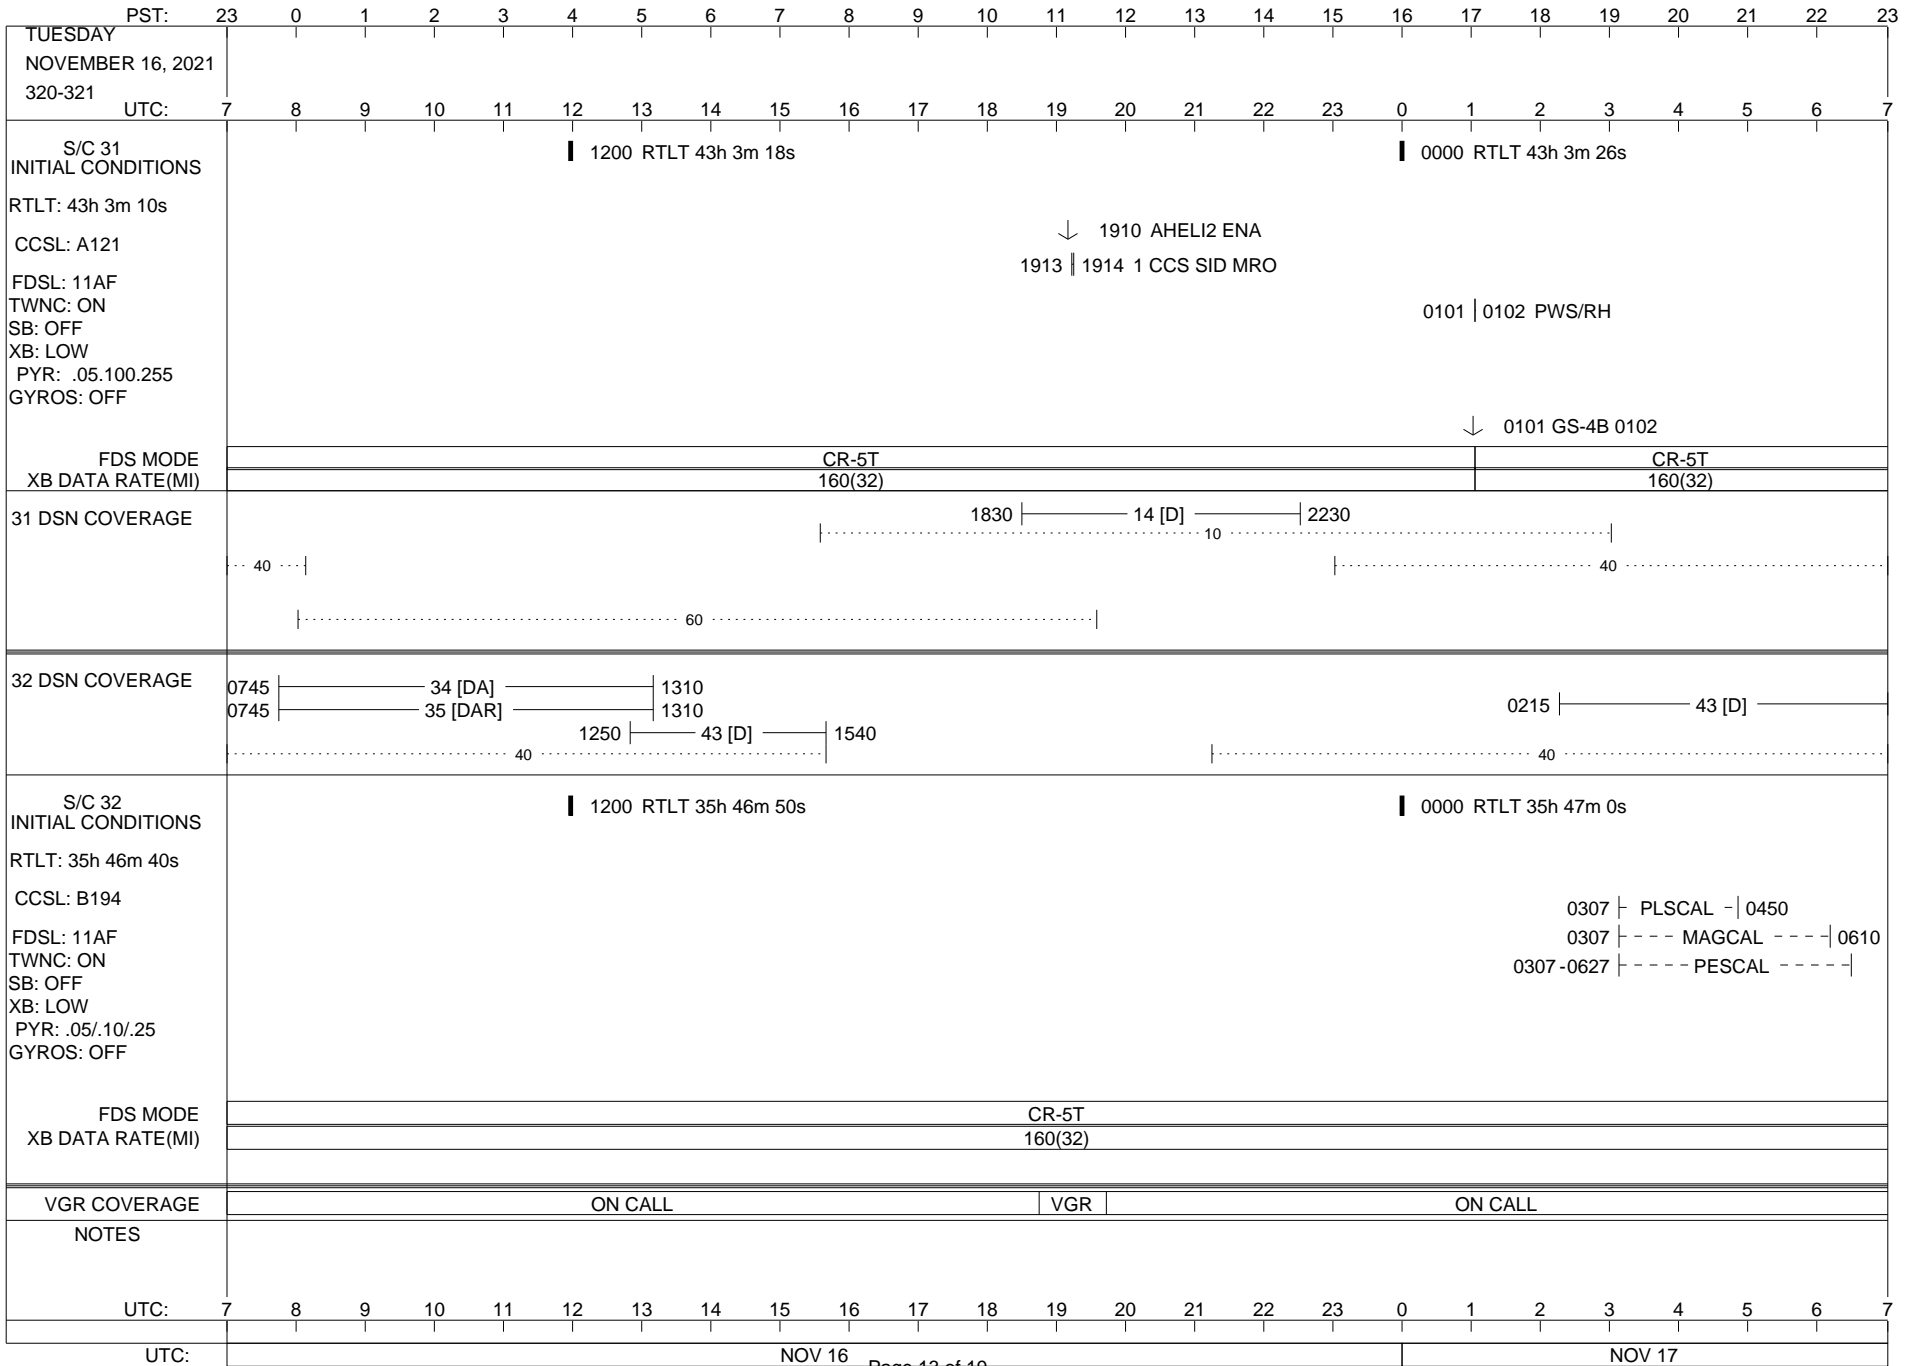 PST: 23 0 1 2 3 4 5 6 7 8 9 10 11 12 13 14 15 16 17 18 19 20 21 22 23
TUESDAY
NOVEMBER 16, 2021
320-321
UTC: 7 8 9 10 11 12 13 14 15 16 17 18 19 20 21 22 23 0 1 2 3 4 5 6 7
S/C 31
INITIAL CONDITIONS
1200 RTLT 43h 3m 18s
0000 RTLT 43h 3m 26s
RTLT: 43h 3m 10s
1910 AHELI2 ENA
CCSL: A121
1913 1914 1 CCS SID MRO
FDSL: 11AF
TWNC: ON
0101 0102 PWS/RH
SB: OFF
XB: LOW
PYR: .05.100.255
GYROS: OFF
0101 GS-4B 0102
FDS MODE CR-5T CR-5T
XB DATA RATE(MI) 160(32) 160(32)
31 DSN COVERAGE
1830 14 [D] 2230
10
40 40
60
32 DSN COVERAGE
0745 34 [DA] 1310
0745 35 [DAR] 1310
0215 43 [D]
1250 43 [D] 1540
40 40
S/C 32
INITIAL CONDITIONS
1200 RTLT 35h 46m 50s
0000 RTLT 35h 47m 0s
RTLT: 35h 46m 40s
CCSL: B194
0307 PLSCAL 0450
FDSL: 11AF
0307 MAGCAL 0610
TWNC: ON
0307-0627 PESCAL
SB: OFF
XB: LOW
PYR: .05/.10/.25
GYROS: OFF
FDS MODE CR-5T
XB DATA RATE(MI) 160(32)
VGR COVERAGE ON CALL VGR ON CALL
NOTES
UTC: 7 8 9 10 11 12 13 14 15 16 17 18 19 20 21 22 23 0 1 2 3 4 5 6 7
UTC: NOV 16 NOV 17